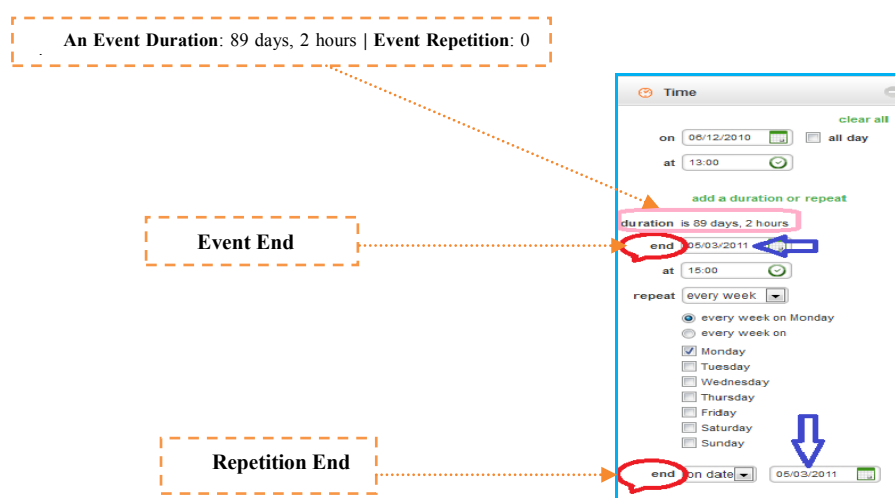 An Event Duration: 89 days, 2 hours | Event Repetition: 0
Time
clear all
on 06/12/2010 all day
at 13:00
add a duration or repeat
duration is 89 days, 2 hours
Event End
end 05/03/2011
at 15:00
repeat every week
every week on Monday
every week on
Monday
Tuesday
Wednesday
Thursday
Friday
Saturday
Sunday
Repetition End
end on date 05/03/2011